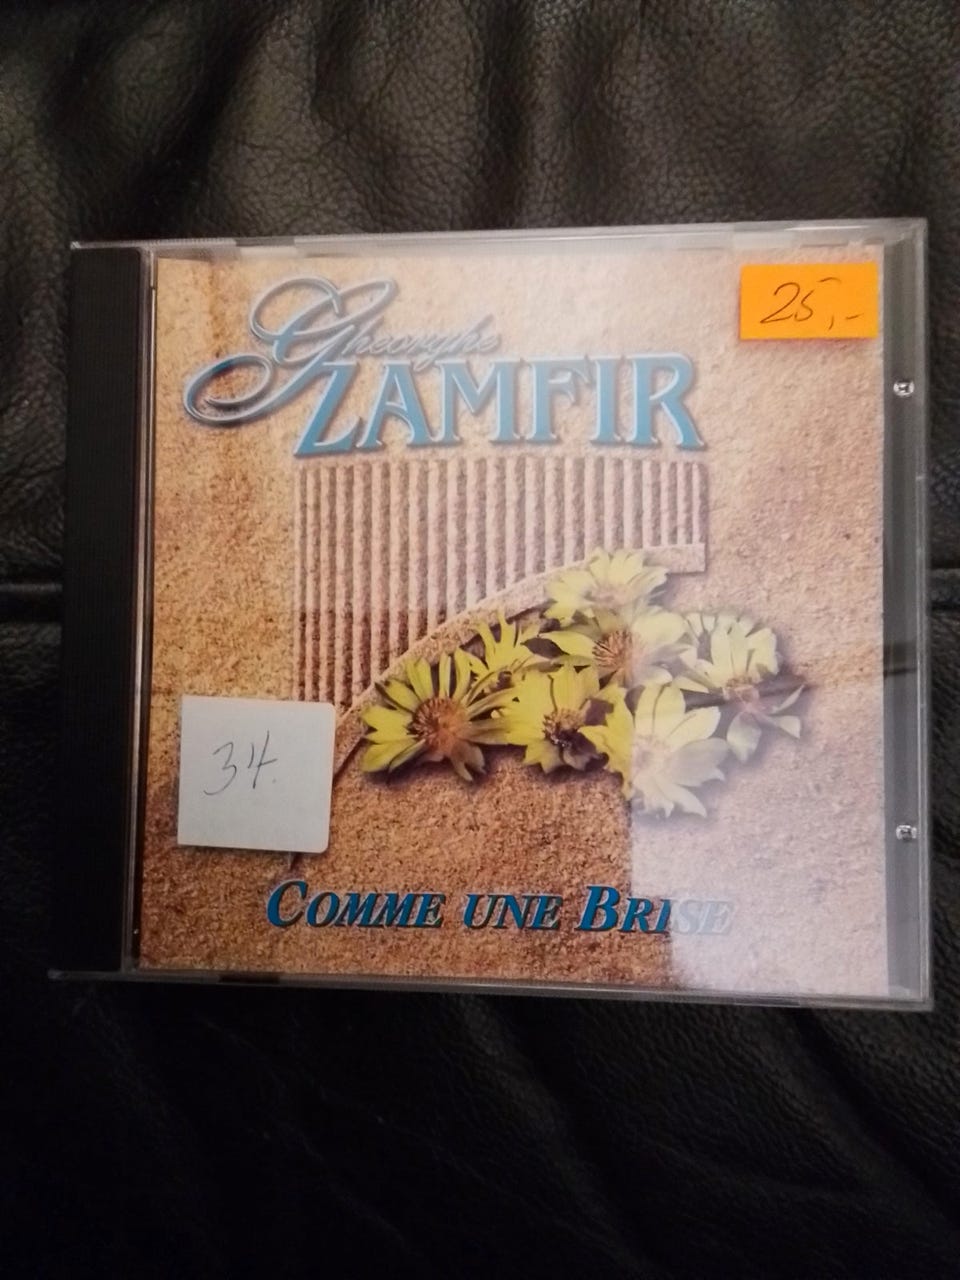 Gheorghe
ZAMFIR
25,-
34.
COMME UNE BRISE